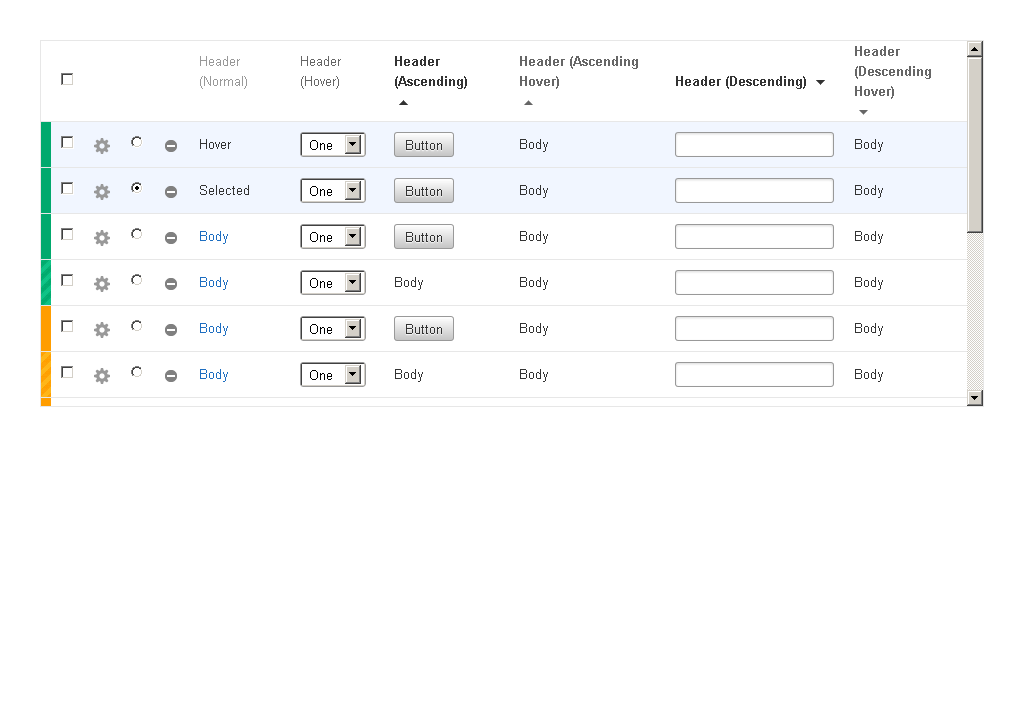 Header (Normal)
Header (Hover)
Header (Ascending)
Header (Ascending Hover)
Header (Descending)
Header (Descending Hover)
Hover One Button Body Body
Selected One Button Body Body
Body One Button Body Body
Body One Body Body Body
Body One Button Body Body
Body One Body Body Body